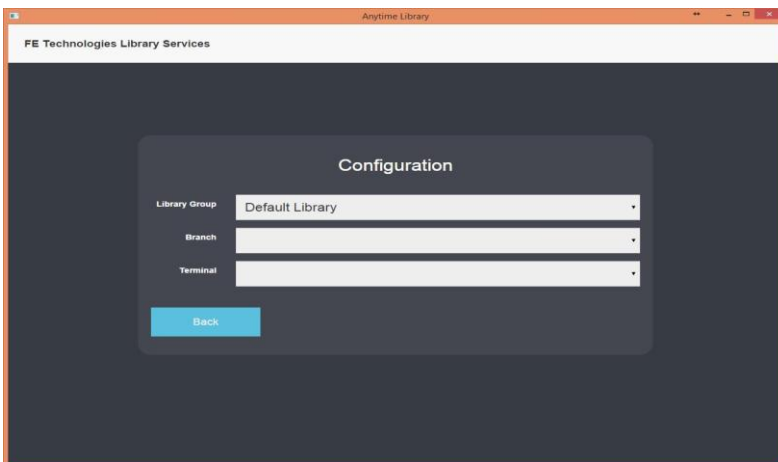 Anytime Library
FE Technologies Library Services
Configuration
Library Group Default Library
Branch
Terminal
Back